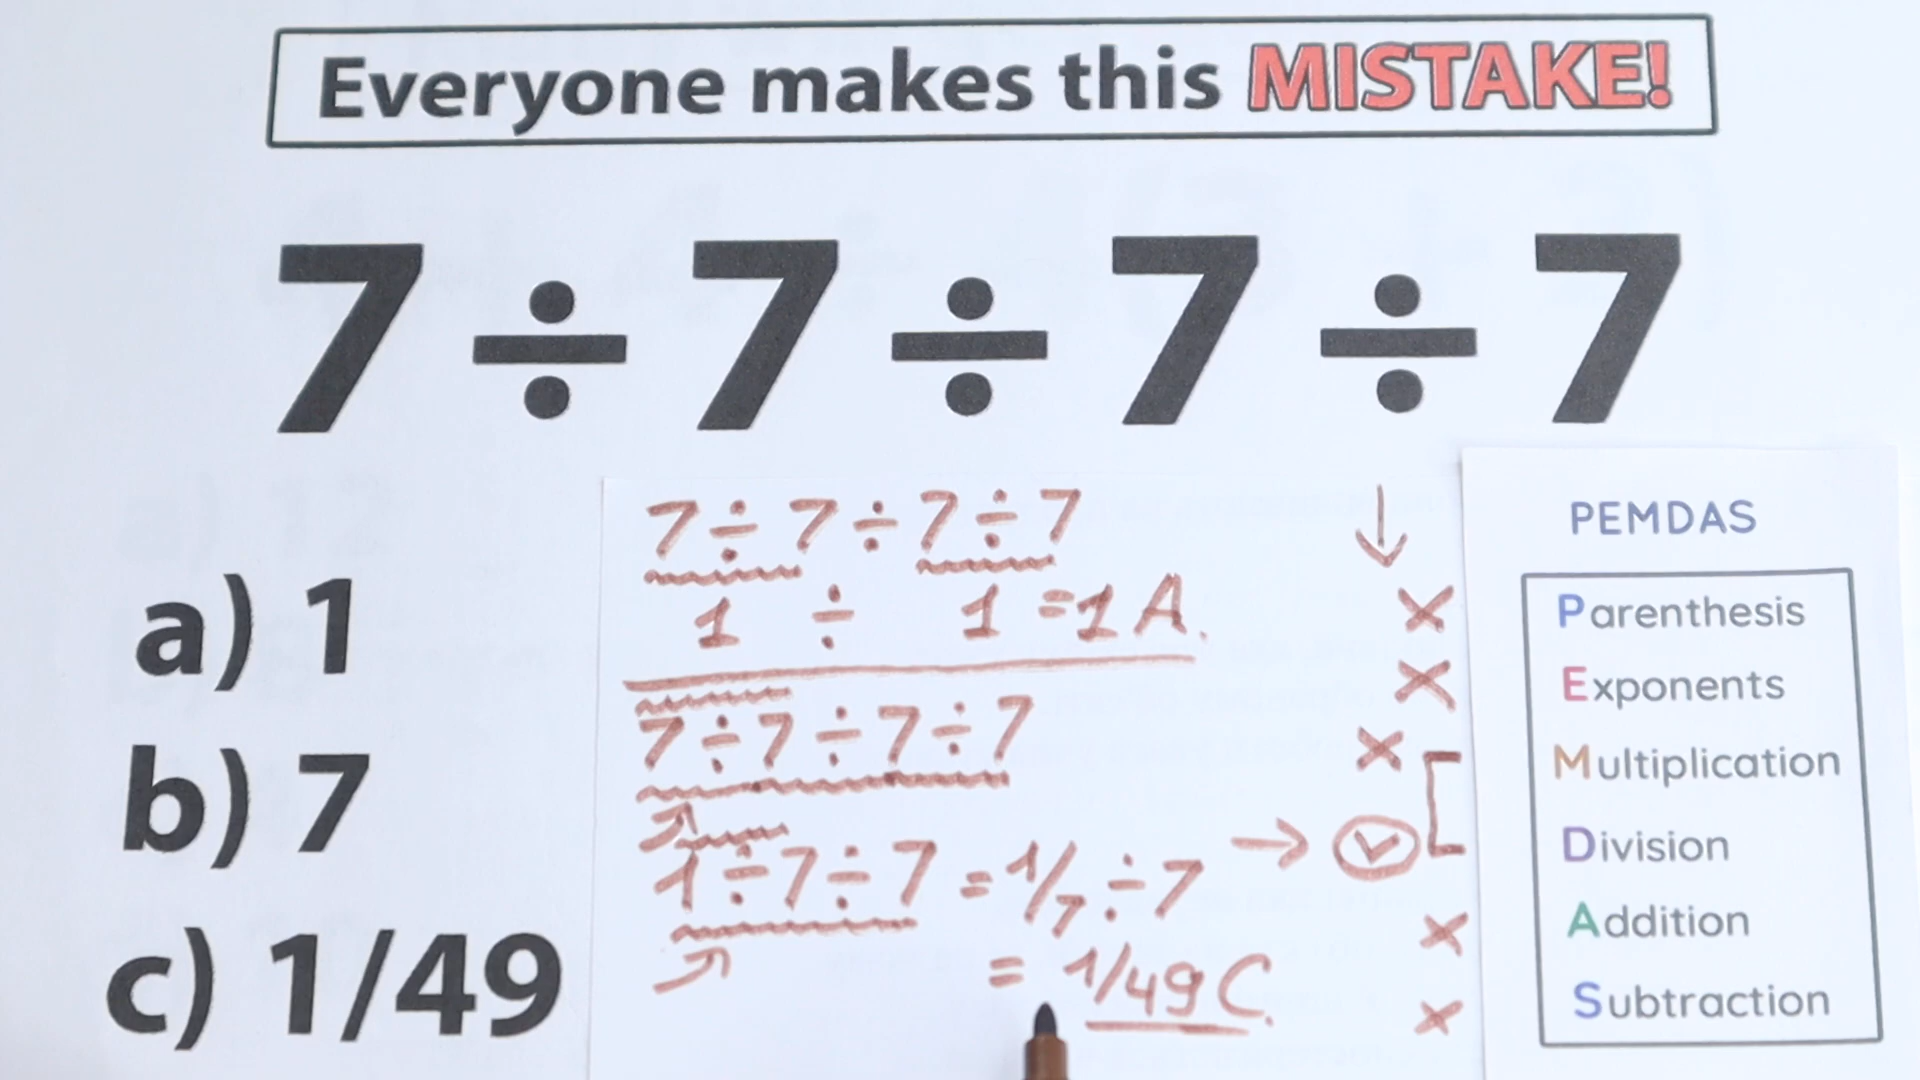 Everyone makes this MISTAKE!
7 ÷ 7 ÷ 7 ÷ 7
a) 1
b) 7
c) 1/49
7 ÷ 7 ÷ 7 ÷ 7
1 ÷ 1 = 1 A.
7 ÷ 7 ÷ 7 ÷ 7
1 ÷ 7 ÷ 7 = 1/7 ÷ 7
= 1/49 C.
PEMDAS
Parenthesis
Exponents
Multiplication
Division
Addition
Subtraction